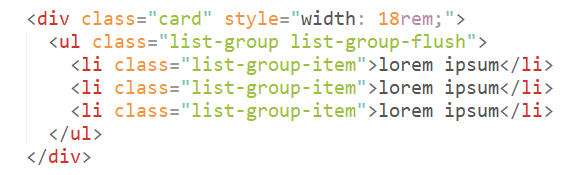 <div class="card" style="width: 18rem;">
  <ul class="list-group list-group-flush">
    <li class="list-group-item">lorem ipsum</li>
    <li class="list-group-item">lorem ipsum</li>
    <li class="list-group-item">lorem ipsum</li>
  </ul>
</div>